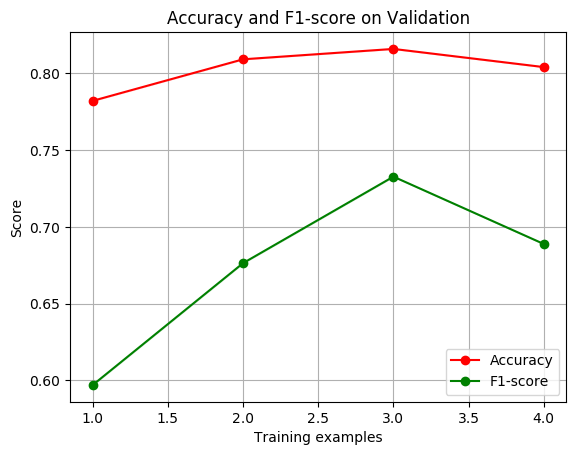 Accuracy and F1-score on Validation
0.80
0.75
0.70
0.65
0.60
Score
1.0 1.5 2.0 2.5 3.0 3.5 4.0
Training examples
Accuracy
F1-score